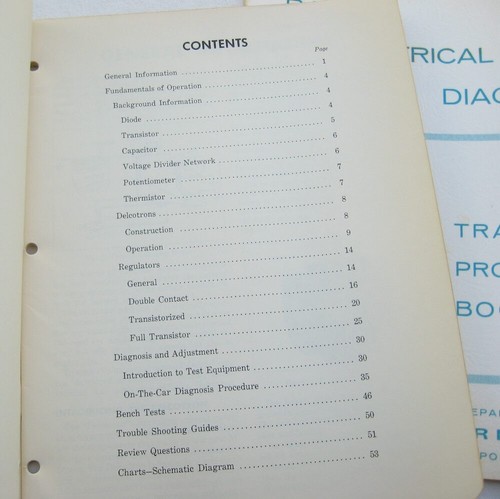 CONTENTS
Page
General Information 1
Fundamentals of Operation 4
Background Information 4
Diode 4
Transistor 5
Capacitor 6
Voltage Divider Network 6
Potentiometer 7
Thermistor 7
Delcotrons 8
Construction 8
Operation 9
Regulators 14
General 14
Double Contact 16
Transistorized 20
Full Transistor 25
Diagnosis and Adjustment 30
Introduction to Test Equipment 30
On-The-Car Diagnosis Procedure 35
Bench Tests 46
Trouble Shooting Guides 50
Review Questions 51
Charts—Schematic Diagram 53
TRICAL
DIAG
TRA
PRO
BOO
EPA